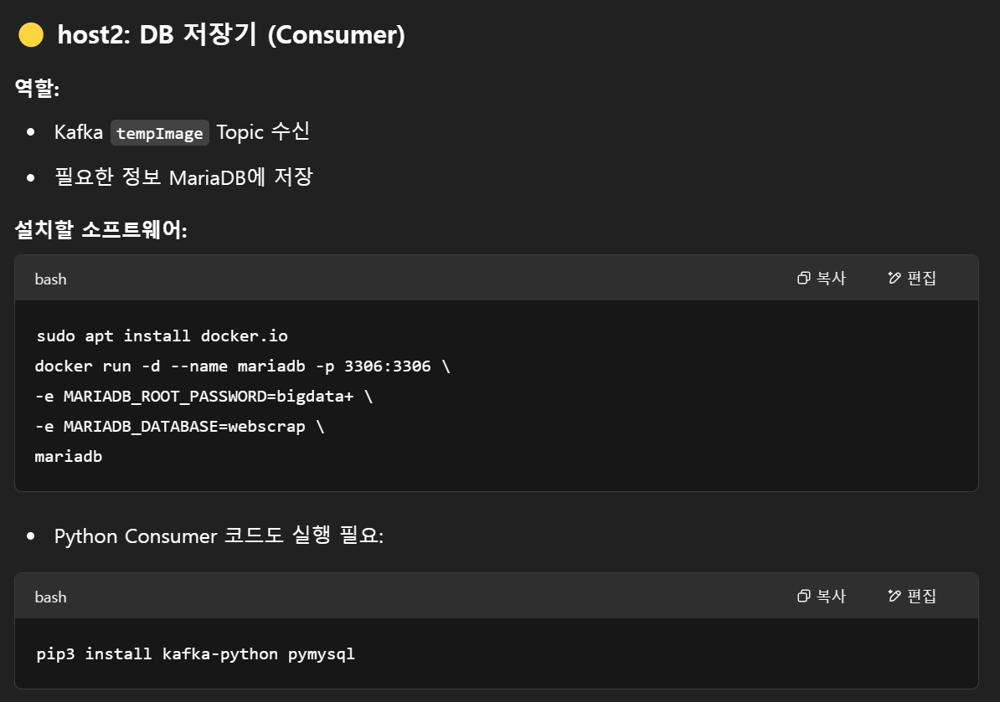 host2: DB 저장기 (Consumer)
역할:
Kafka tempImage Topic 수신
필요한 정보 MariaDB에 저장
설치할 소프트웨어:
bash 복사 편집
sudo apt install docker.io
docker run -d --name mariadb -p 3306:3306 \
-e MARIADB_ROOT_PASSWORD=bigdata+ \
-e MARIADB_DATABASE=webscrap \
mariadb
Python Consumer 코드도 실행 필요:
bash 복사 편집
pip3 install kafka-python pymysql